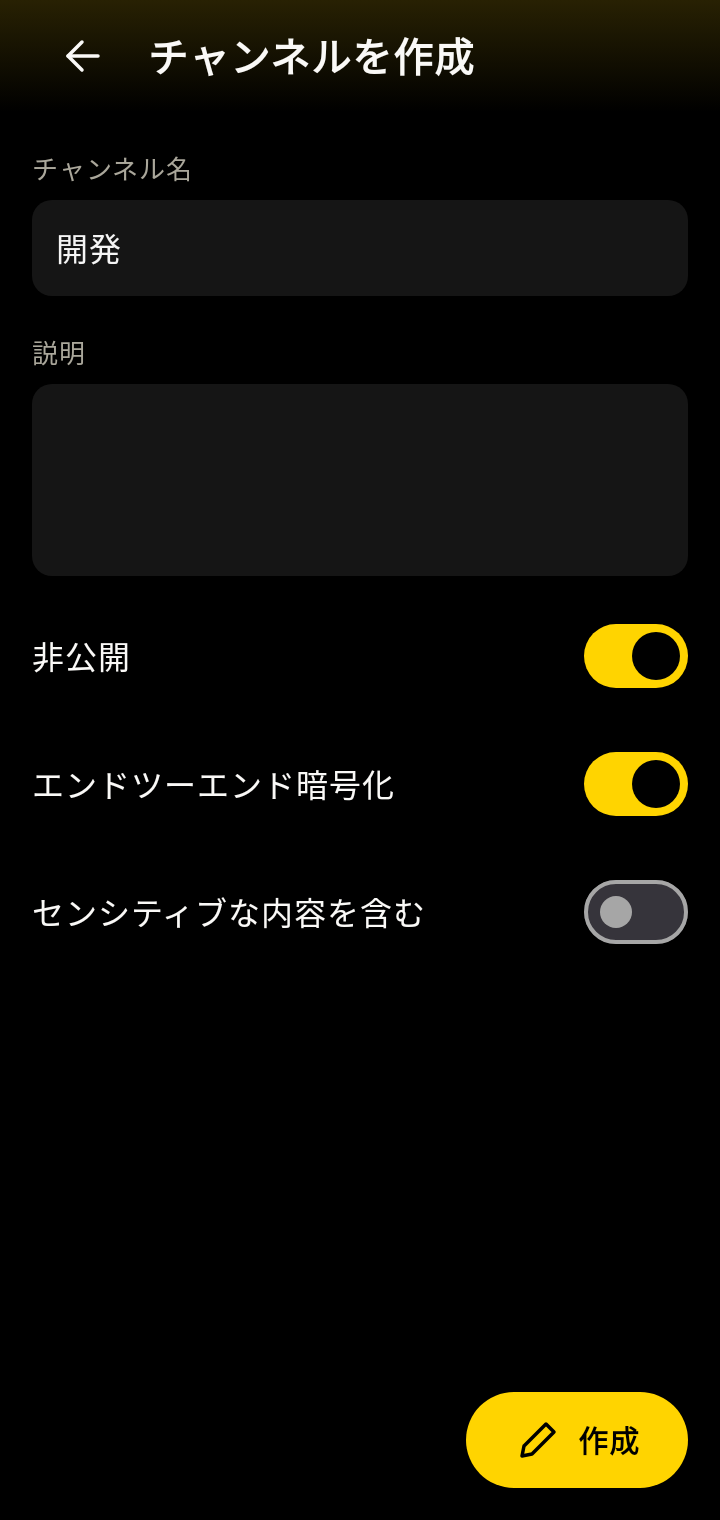 チャンネルを作成
チャンネル名
開発
説明
非公開
エンドツーエンド暗号化
センシティブな内容を含む
作成